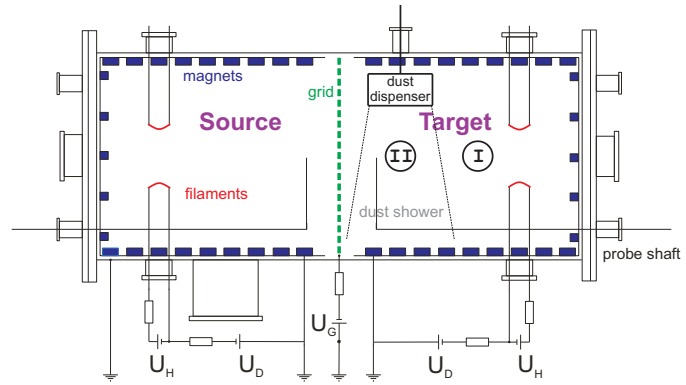 magnets
grid
dust
dispenser
Source
Target
II
I
filaments
dust shower
probe shaft
U_G
U_H
U_D
U_D
U_H